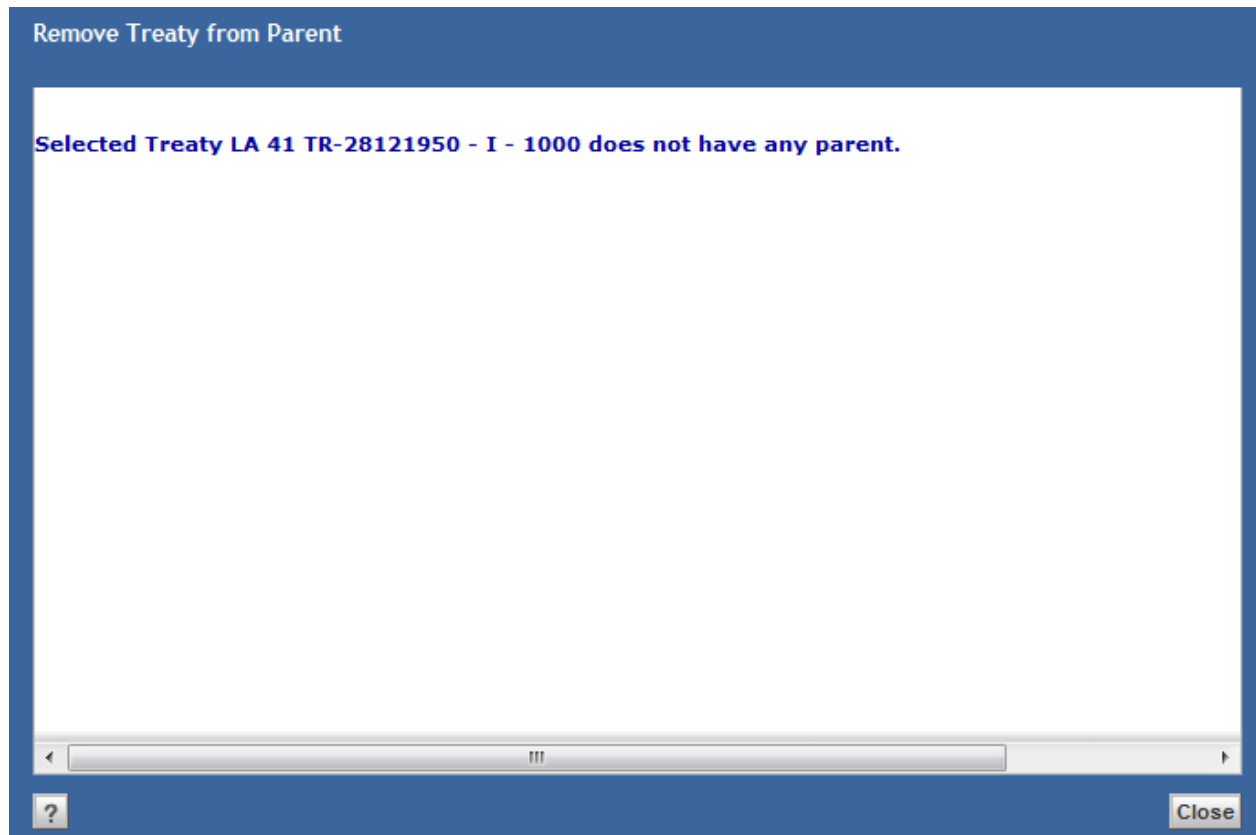 Remove Treaty from Parent
Selected Treaty LA 41 TR-28121950 - I - 1000 does not have any parent.
?
Close